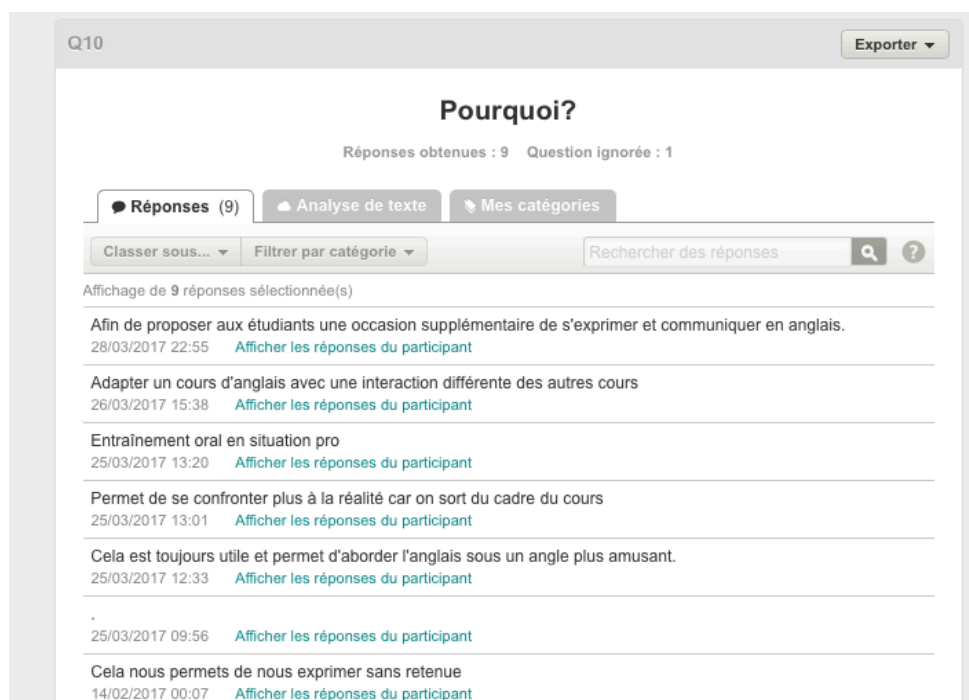 Q10
Exporter
Pourquoi?
Réponses obtenues : 9 Question ignorée : 1
Réponses (9) Analyse de texte Mes catégories
Classer sous... Filtrer par catégorie Rechercher des réponses ?
Affichage de 9 réponses sélectionnée(s)
Afin de proposer aux étudiants une occasion supplémentaire de s'exprimer et communiquer en anglais.
28/03/2017 22:55 Afficher les réponses du participant
Adapter un cours d'anglais avec une interaction différente des autres cours
26/03/2017 15:38 Afficher les réponses du participant
Entraînement oral en situation pro
25/03/2017 13:20 Afficher les réponses du participant
Permet de se confronter plus à la réalité car on sort du cadre du cours
25/03/2017 13:01 Afficher les réponses du participant
Cela est toujours utile et permet d'aborder l'anglais sous un angle plus amusant.
25/03/2017 12:33 Afficher les réponses du participant
.
25/03/2017 09:56 Afficher les réponses du participant
Cela nous permets de nous exprimer sans retenue
14/02/2017 00:07 Afficher les réponses du participant